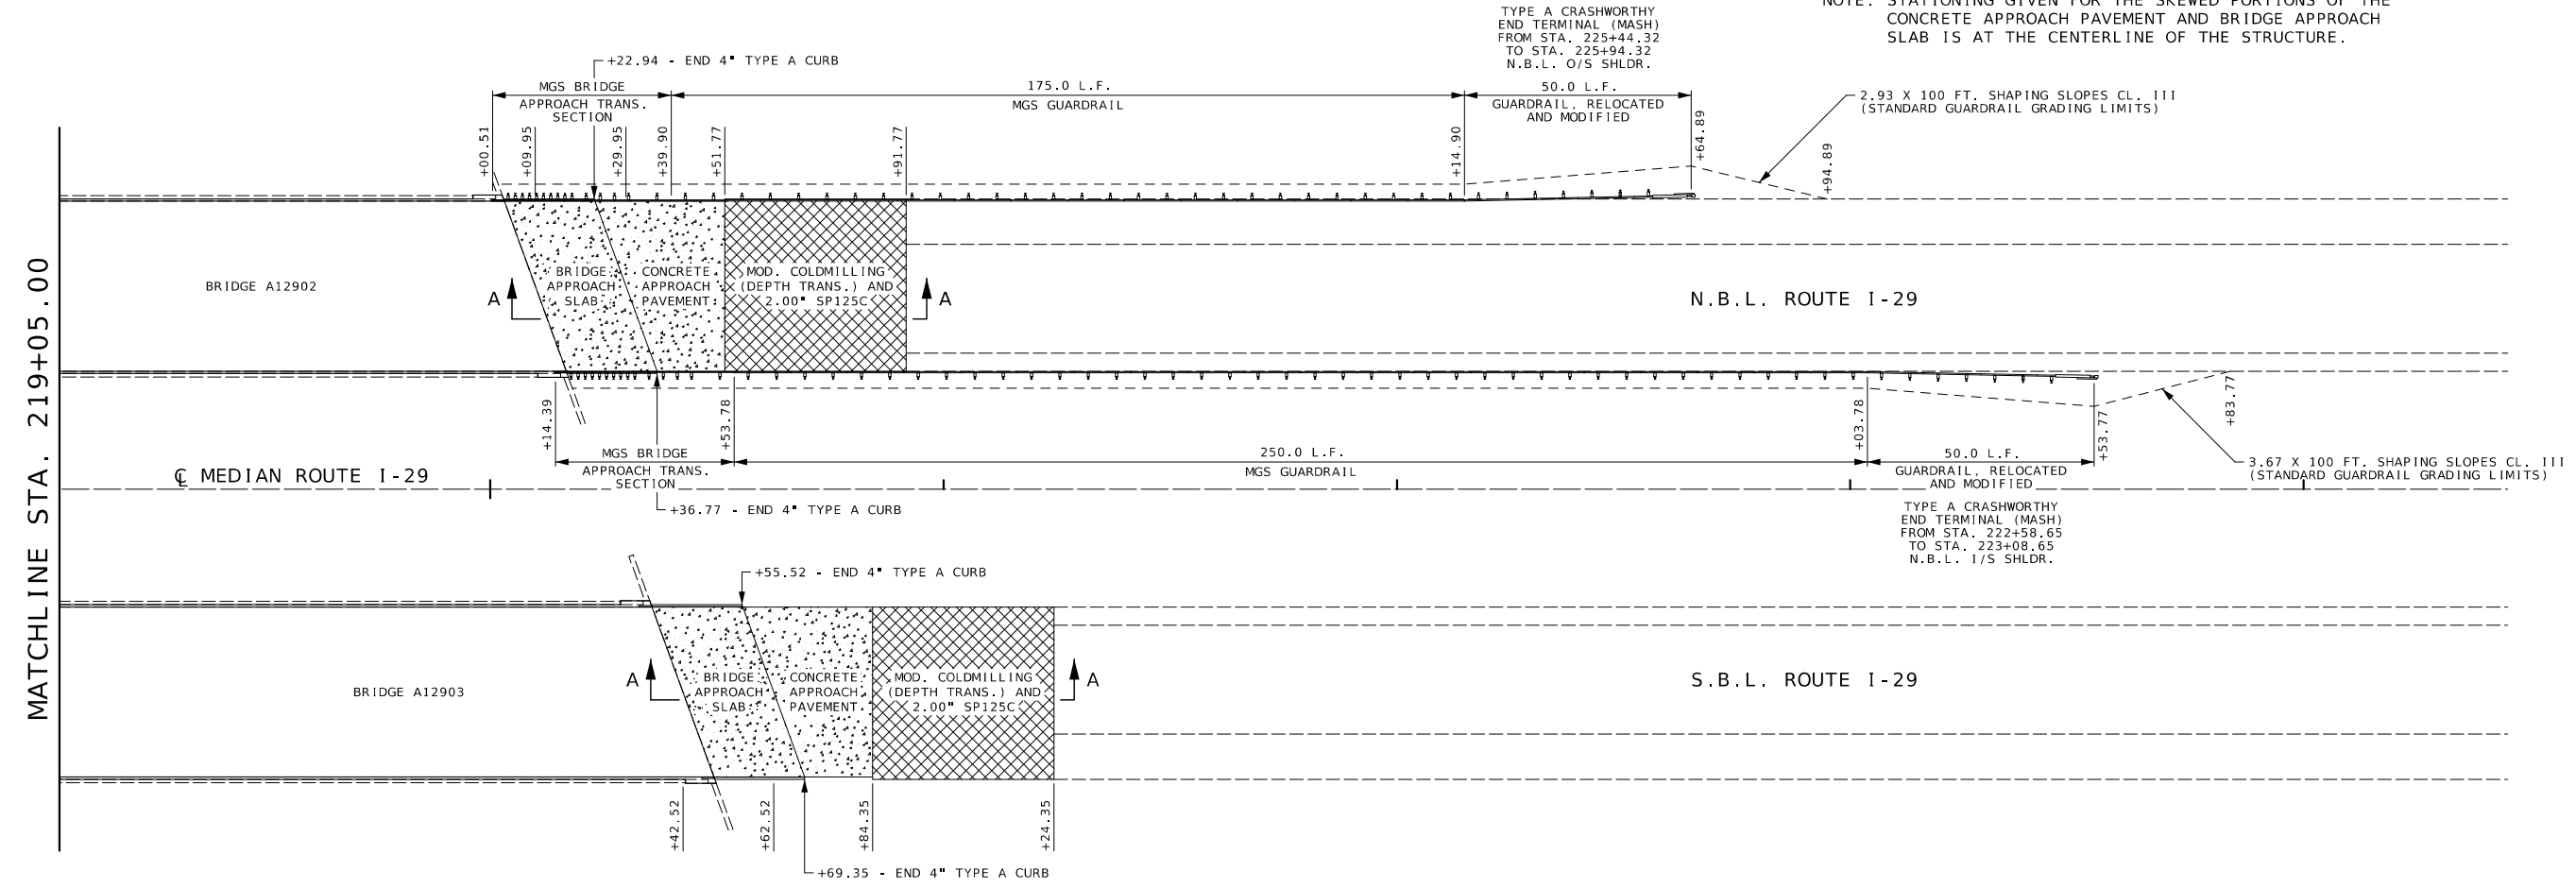 NOTE: STATIONING GIVEN FOR THE SKEWED PORTIONS OF THE
CONCRETE APPROACH PAVEMENT AND BRIDGE APPROACH
SLAB IS AT THE CENTERLINE OF THE STRUCTURE.
TYPE A CRASHWORTHY
END TERMINAL (MASH)
FROM STA. 225+44.32
TO STA. 225+94.32
N.B.L. O/S SHLDR.
+22.94 - END 4" TYPE A CURB
MGS BRIDGE
APPROACH TRANS.
SECTION
175.0 L.F.
MGS GUARDRAIL
50.0 L.F.
GUARDRAIL, RELOCATED
AND MODIFIED
2.93 X 100 FT. SHAPING SLOPES CL. III
(STANDARD GUARDRAIL GRADING LIMITS)
+00.51
+09.95
+29.95
+39.90
+51.77
+91.77
+14.90
+64.89
+94.89
MATCHLINE STA. 219+05.00
BRIDGE A12902
A
BRIDGE
APPROACH
SLAB
CONCRETE
APPROACH
PAVEMENT
MOD. COLDMILLING
(DEPTH TRANS.) AND
2.00" SP125C
A
N.B.L. ROUTE I-29
+14.39
+53.78
+03.78
+53.77
+83.77
MGS BRIDGE
APPROACH TRANS.
SECTION
250.0 L.F.
MGS GUARDRAIL
50.0 L.F.
GUARDRAIL, RELOCATED
AND MODIFIED
3.67 X 100 FT. SHAPING SLOPES CL. III
(STANDARD GUARDRAIL GRADING LIMITS)
℄ MEDIAN ROUTE I-29
+36.77 - END 4" TYPE A CURB
TYPE A CRASHWORTHY
END TERMINAL (MASH)
FROM STA. 222+58.65
TO STA. 223+08.65
N.B.L. I/S SHLDR.
+55.52 - END 4" TYPE A CURB
BRIDGE A12903
A
BRIDGE
APPROACH
SLAB
CONCRETE
APPROACH
PAVEMENT
MOD. COLDMILLING
(DEPTH TRANS.) AND
2.00" SP125C
A
S.B.L. ROUTE I-29
+42.52
+62.52
+84.35
+24.35
+69.35 - END 4" TYPE A CURB